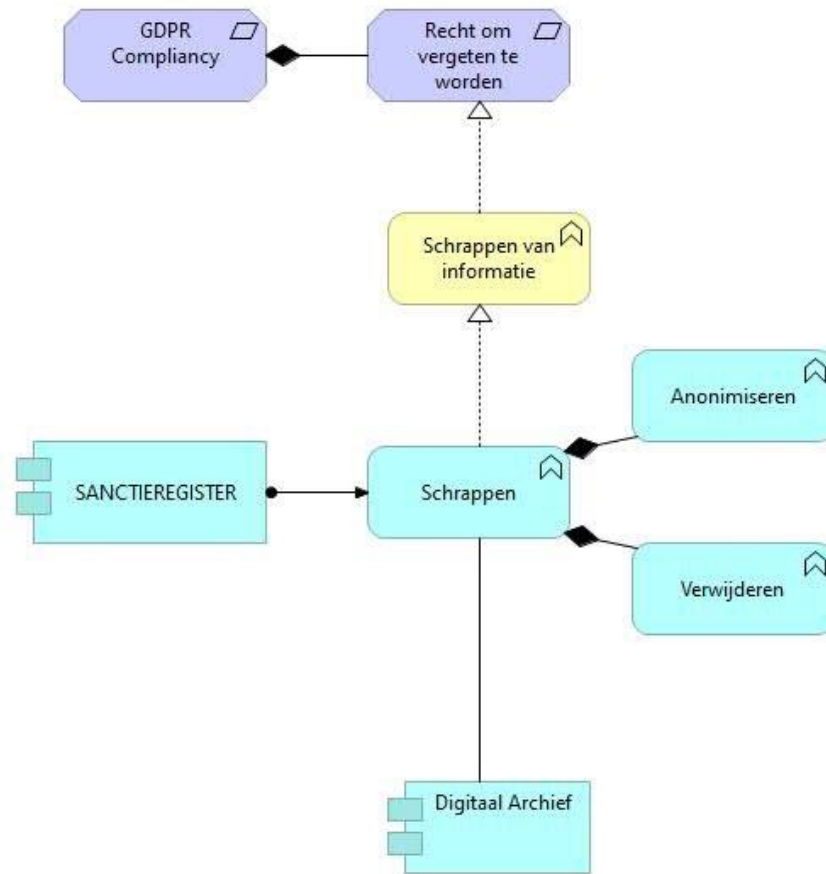 GDPR
Compliancy
Recht om
vergeten te
worden
Schrappen van
informatie
Anonimiseren
SANCTIEREGISTER
Schrappen
Verwijderen
Digitaal Archief